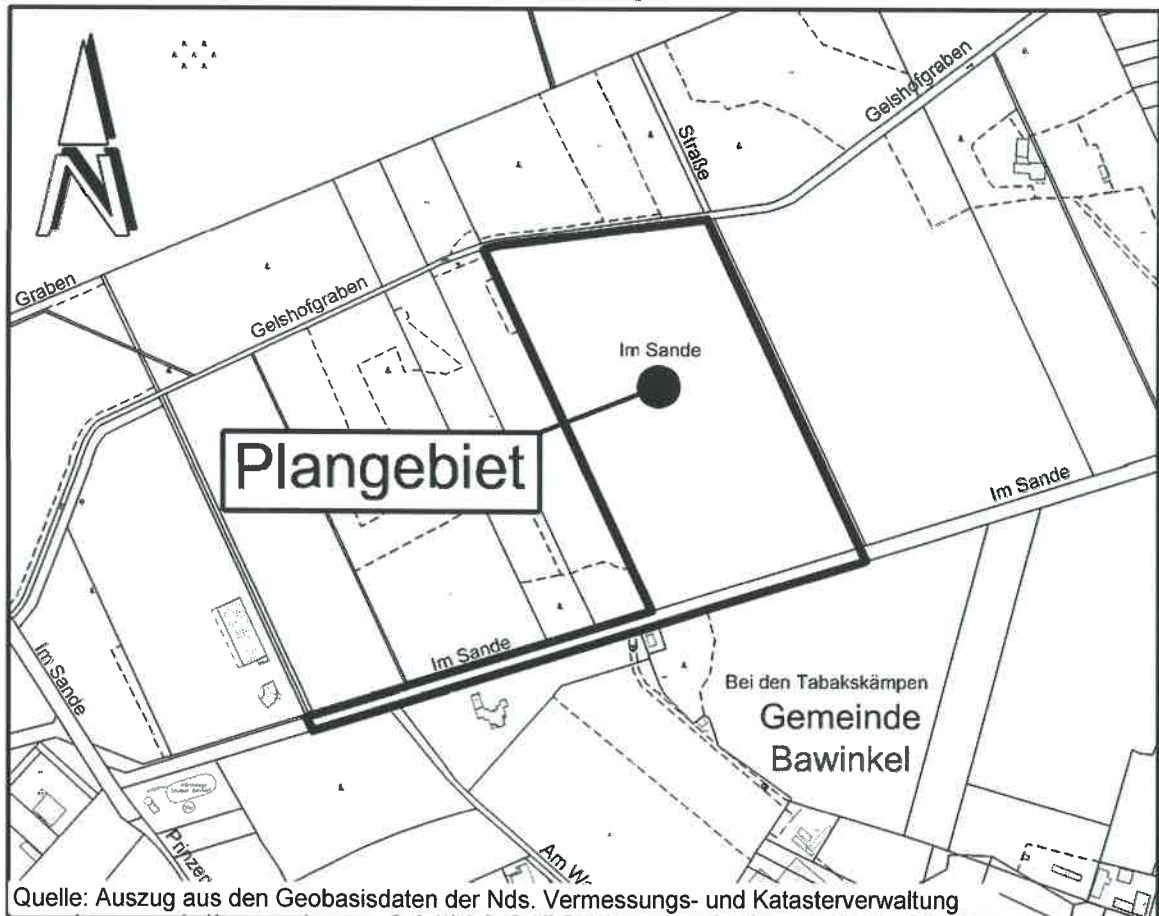 N
Gelshofgraben
Straße
Graben
Gelshofgraben
Im Sande
Plangebiet
Im Sande
Im Sande
Im Sande
Bei den Tabakskämpen
Gemeinde
Bawinkel
Quelle: Auszug aus den Geobasisdaten der Nds. Vermessungs- und Katasterverwaltung